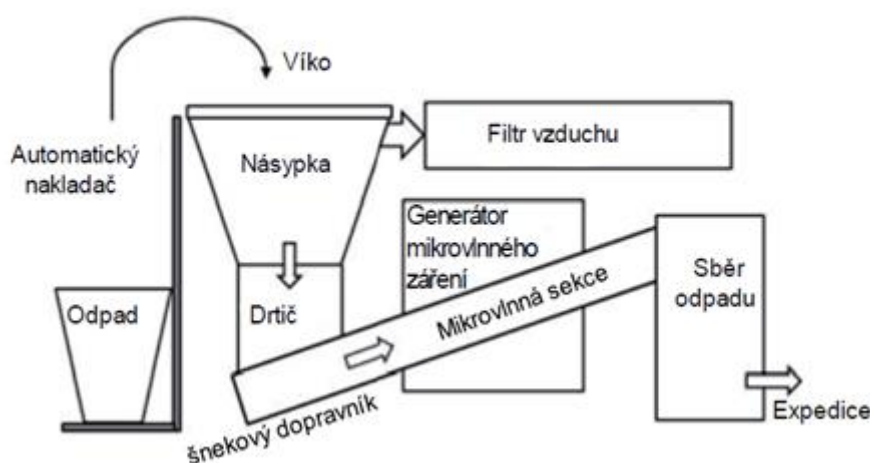 Víko
Automatický
nakladač
Násypka
Filtr vzduchu
Generátor
mikrovlnného
záření
Odpad
Drtič
Mikrovlnná sekce
Sběr
odpadu
šnekový dopravník
Expedice